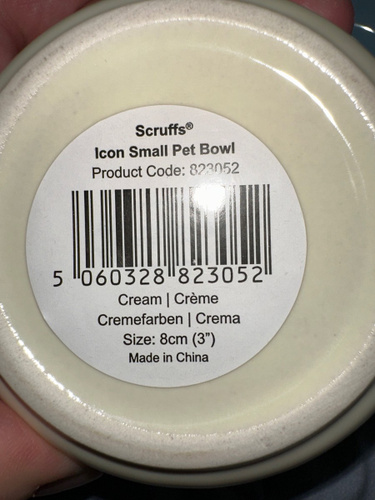 Scruffs®
Icon Small Pet Bowl
Product Code: 823052
5 060328 823052
Cream | Crème
Cremefarben | Crema
Size: 8cm (3")
Made in China